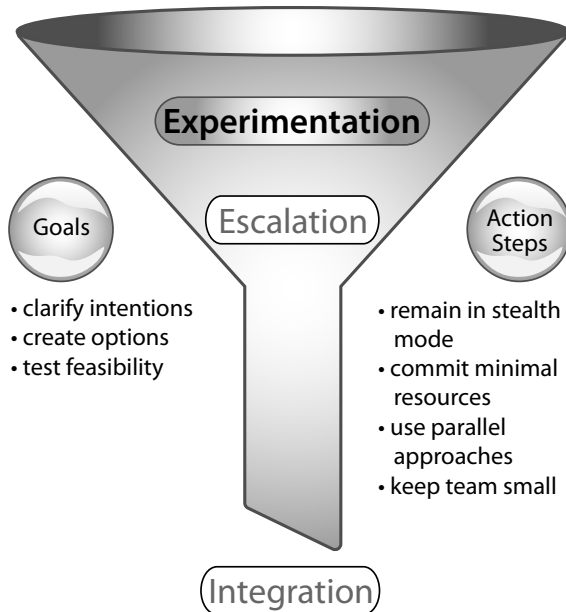 Experimentation
Escalation
Goals
• clarify intentions
• create options
• test feasibility
Action
Steps
• remain in stealth
mode
• commit minimal
resources
• use parallel
approaches
• keep team small
Integration